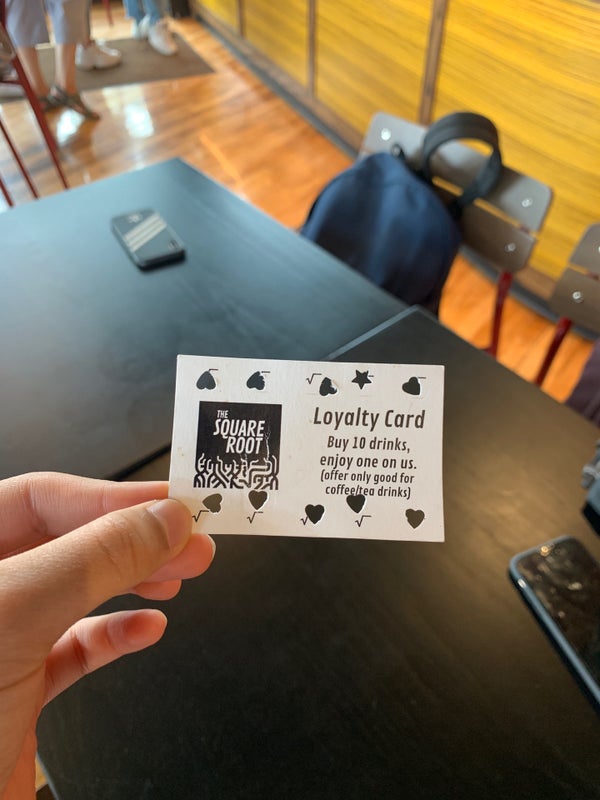 THE
SQUARE
ROOT
Loyalty Card
Buy 10 drinks,
enjoy one on us.
(offer only good for
coffee/tea drinks)